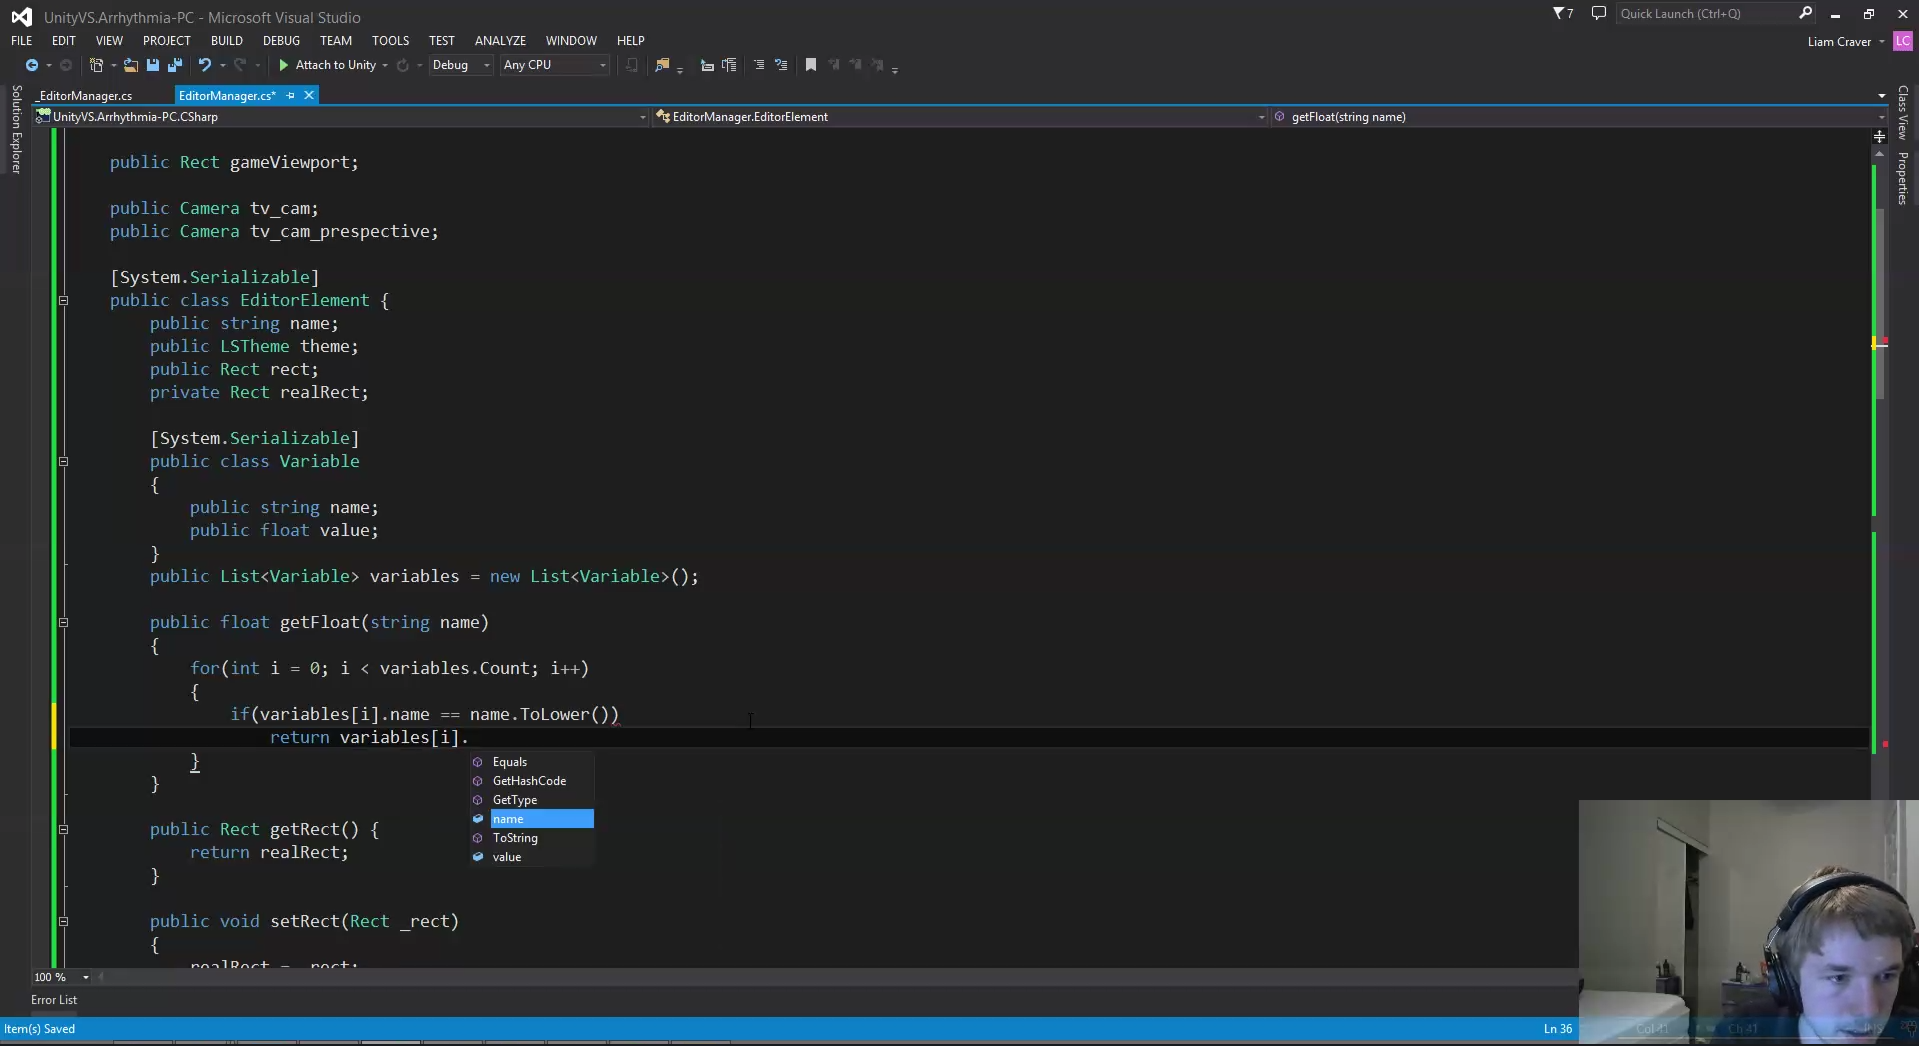 UnityVS.Arrhythmia-PC - Microsoft Visual Studio
7
Quick Launch (Ctrl+Q)
FILE EDIT VIEW PROJECT BUILD DEBUG TEAM TOOLS TEST ANALYZE WINDOW HELP
Liam Craver
LC
Attach to Unity
Debug
Any CPU
Solution Explorer
_EditorManager.cs
EditorManager.cs*
Class View
Properties
UnityVS.Arrhythmia-PC.CSharp
EditorManager.EditorElement
getFloat(string name)
public Rect gameViewport;
public Camera tv_cam;
public Camera tv_cam_prespective;
[System.Serializable]
public class EditorElement {
public string name;
public LSTheme theme;
public Rect rect;
private Rect realRect;
[System.Serializable]
public class Variable
{
public string name;
public float value;
}
public List<Variable> variables = new List<Variable>();
public float getFloat(string name)
{
for(int i = 0; i < variables.Count; i++)
{
if(variables[i].name == name.ToLower())
return variables[i].
}
}
Equals
GetHashCode
GetType
name
ToString
value
public Rect getRect() {
return realRect;
}
public void setRect(Rect _rect)
{
realRect = _rect;
100 %
Error List
Item(s) Saved
Ln 36
Col 41
Ch 41
INS